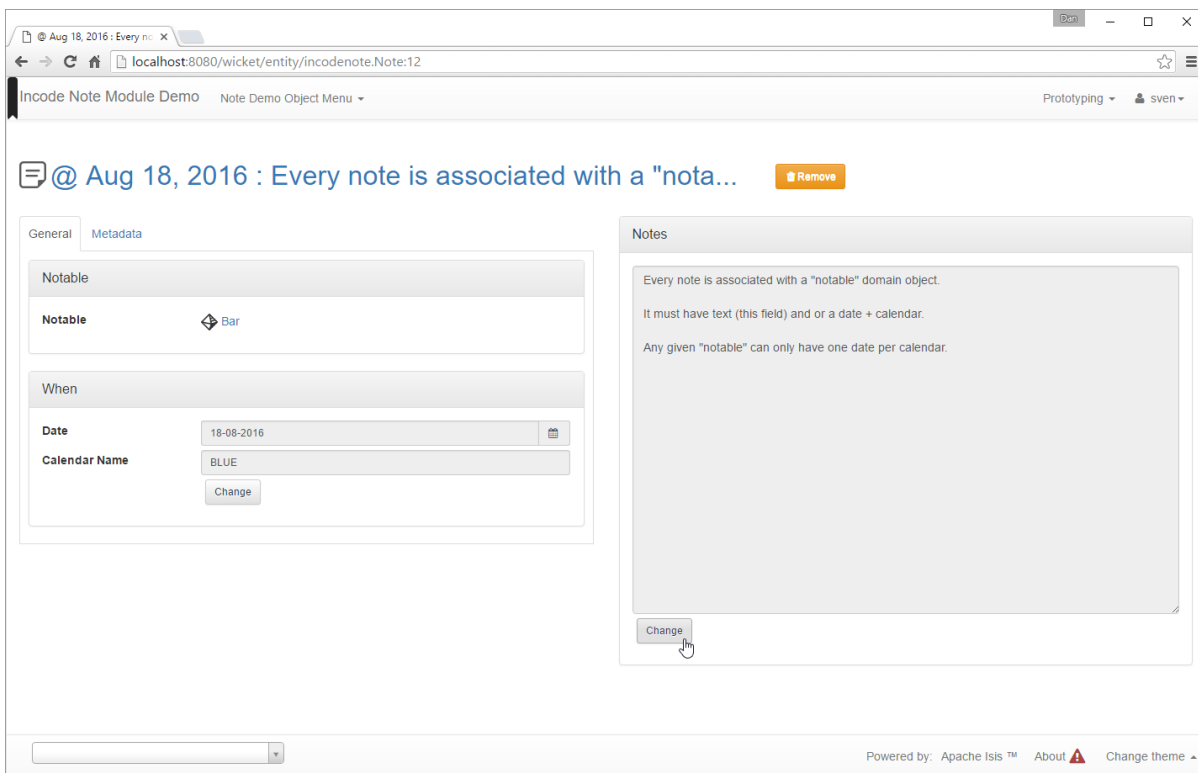 Dan
@ Aug 18, 2016 : Every no
localhost:8080/wicket/entity/incodenote.Note:12
Incode Note Module Demo Note Demo Object Menu Prototyping sven
@ Aug 18, 2016 : Every note is associated with a "nota... Remove
General Metadata
Notable
Notable Bar
When
Date 18-08-2016
Calendar Name BLUE
Change
Notes
Every note is associated with a "notable" domain object.
It must have text (this field) and or a date + calendar.
Any given "notable" can only have one date per calendar.
Change
Powered by: Apache Isis ™ About Change theme